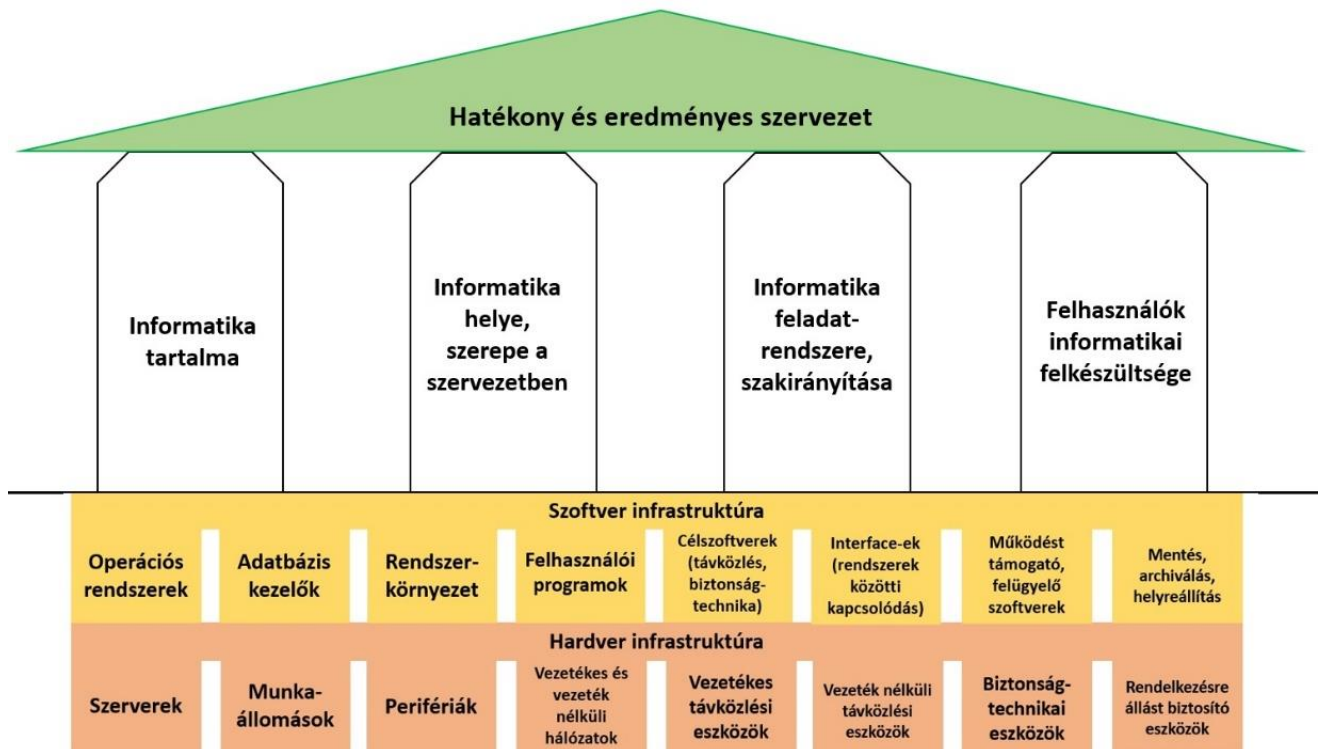 Hatékony és eredményes szervezet
Informatika
tartalma
Informatika
helye,
szerepe a
szervezetben
Informatika
feladat-
rendszere,
szakirányítása
Felhasználók
informatikai
felkészültsége
Szoftver infrastruktúra
Operációs
rendszerek
Adatbázis
kezelők
Rendszer-
környezet
Felhasználói
programok
Célszoftverek
(távközlés,
biztonság-
technika)
Interface-ek
(rendszerek
közötti
kapcsolódás)
Működést
támogató,
felügyelő
szoftverek
Mentés,
archiválás,
helyreállítás
Hardver infrastruktúra
Szerverek
Munka-
állomások
Perifériák
Vezetékes és
vezeték
nélküli
hálózatok
Vezetékes
távközlési
eszközök
Vezeték nélküli
távközlési
eszközök
Biztonság-
technikai
eszközök
Rendelkezésre
állást biztosító
eszközök